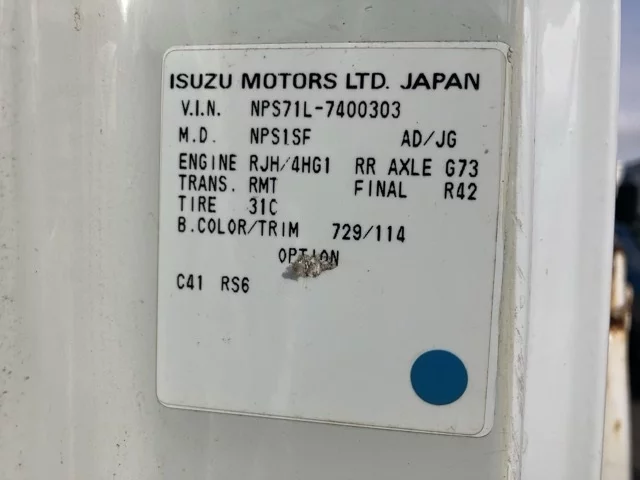 ISUZU MOTORS LTD. JAPAN
V.I.N. NPS71L-7400303
M.D. NPS1SF AD/JG
ENGINE RJH/4HG1 RR AXLE G73
TRANS. RMT FINAL R42
TIRE 31C
B.COLOR/TRIM 729/114
OPTION
C41 RS6